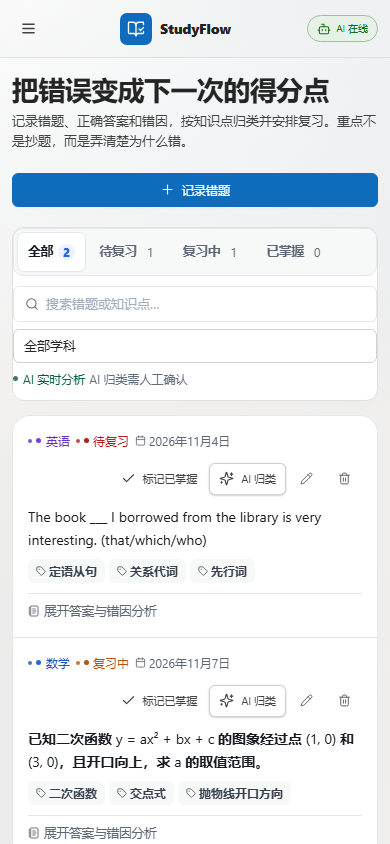 StudyFlow
AI 在线
把错误变成下一次的得分点
记录错题、正确答案和错因，按知识点归类并安排复习。重点不
是抄题，而是弄清楚为什么错。
记录错题
全部 2 待复习 1 复习中 1 已掌握 0
搜索错题或知识点...
全部学科
AI 实时分析 AI 归类需人工确认
英语 待复习 2026年11月4日
标记已掌握 AI 归类
The book ___ I borrowed from the library is very
interesting. (that/which/who)
定语从句 关系代词 先行词
展开答案与错因分析
数学 复习中 2026年11月7日
标记已掌握 AI 归类
已知二次函数 y = ax² + bx + c 的图象经过点 (1, 0) 和
(3, 0)，且开口向上，求 a 的取值范围。
二次函数 交点式 抛物线开口方向
展开答案与错因分析